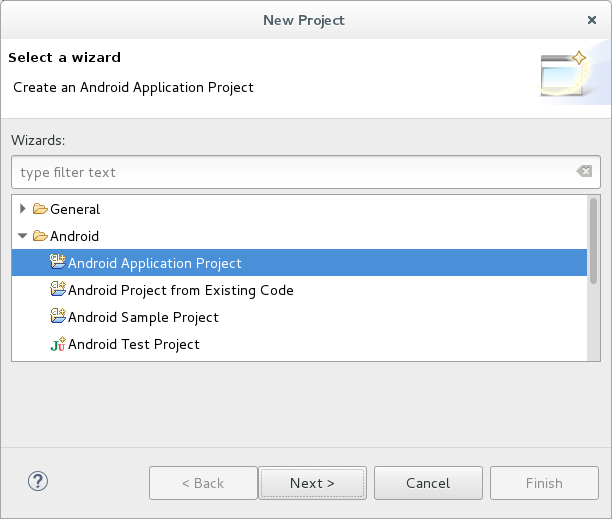 New Project
Select a wizard
Create an Android Application Project
Wizards:
type filter text
General
Android
Android Application Project
Android Project from Existing Code
Android Sample Project
Android Test Project
< Back Next > Cancel Finish